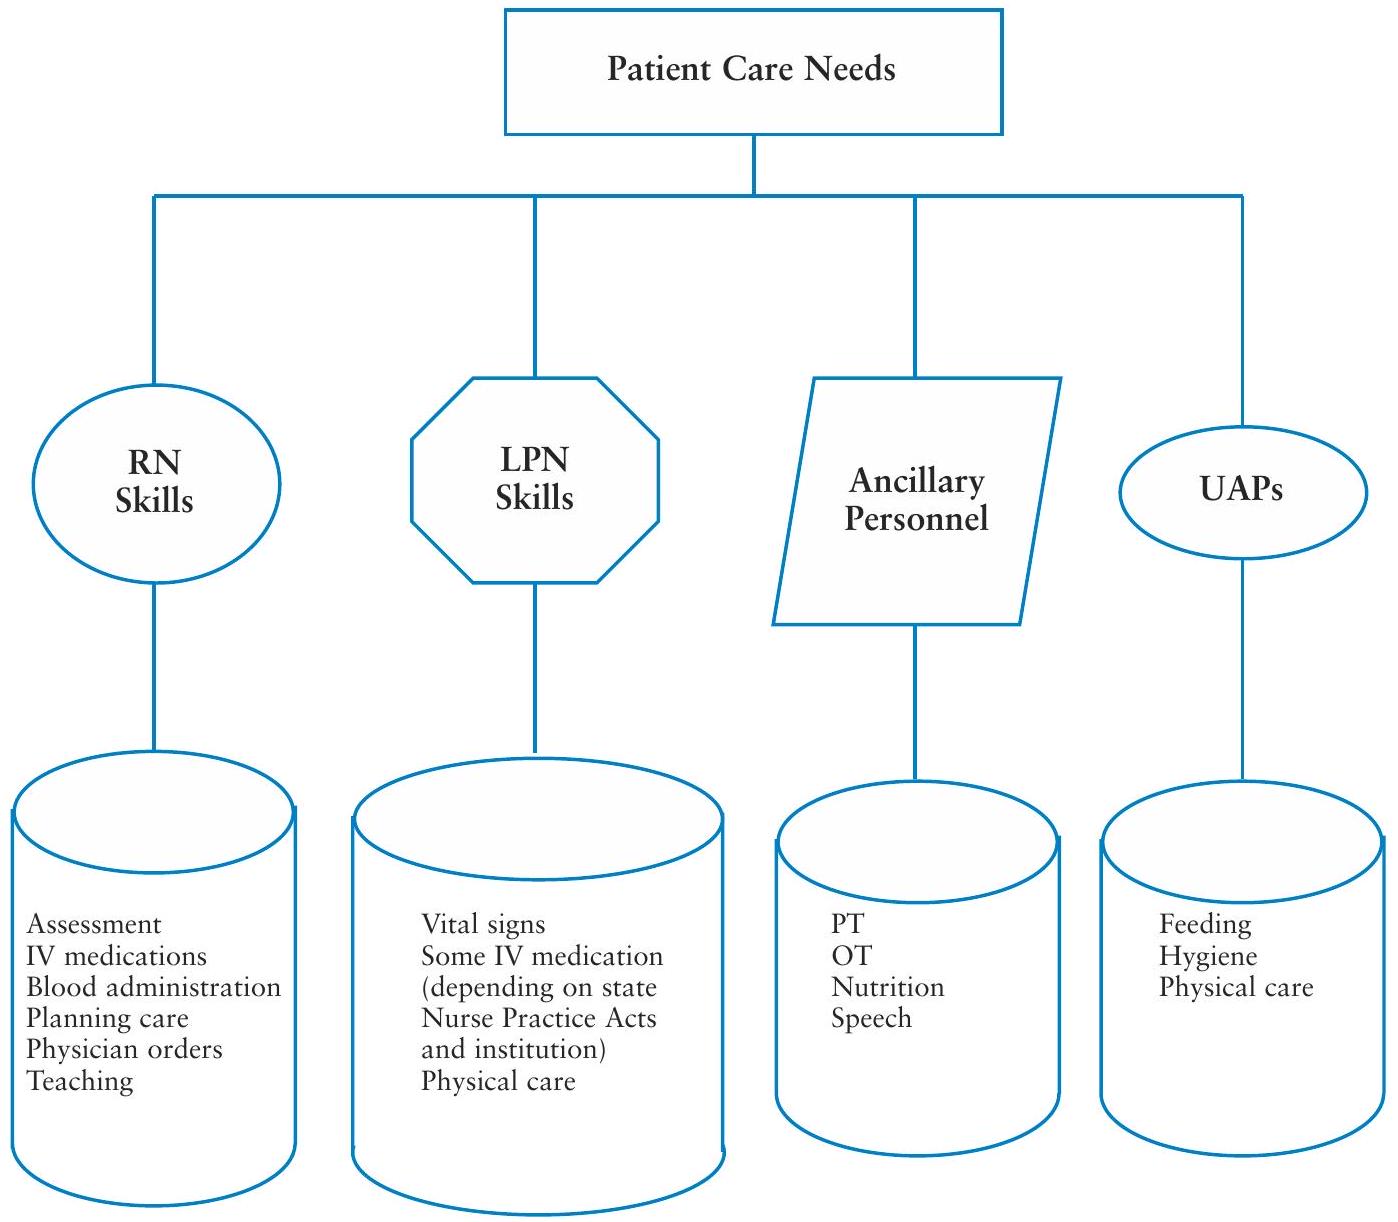 Patient Care Needs
RN
Skills
LPN
Skills
Ancillary
Personnel
UAPs
Assessment
IV medications
Blood administration
Planning care
Physician orders
Teaching
Vital signs
Some IV medication
(depending on state
Nurse Practice Acts
and institution)
Physical care
PT
OT
Nutrition
Speech
Feeding
Hygiene
Physical care